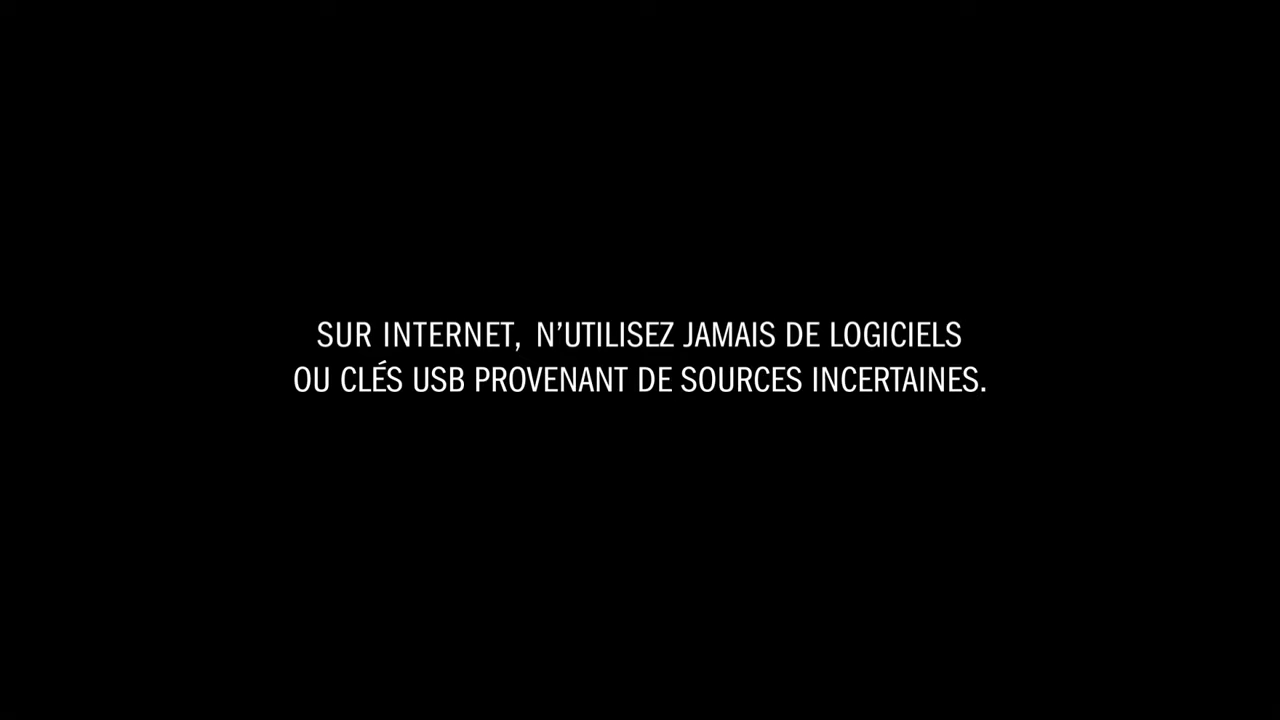 SUR INTERNET, N’UTILISEZ JAMAIS DE LOGICIELS
OU CLÉS USB PROVENANT DE SOURCES INCERTAINES.